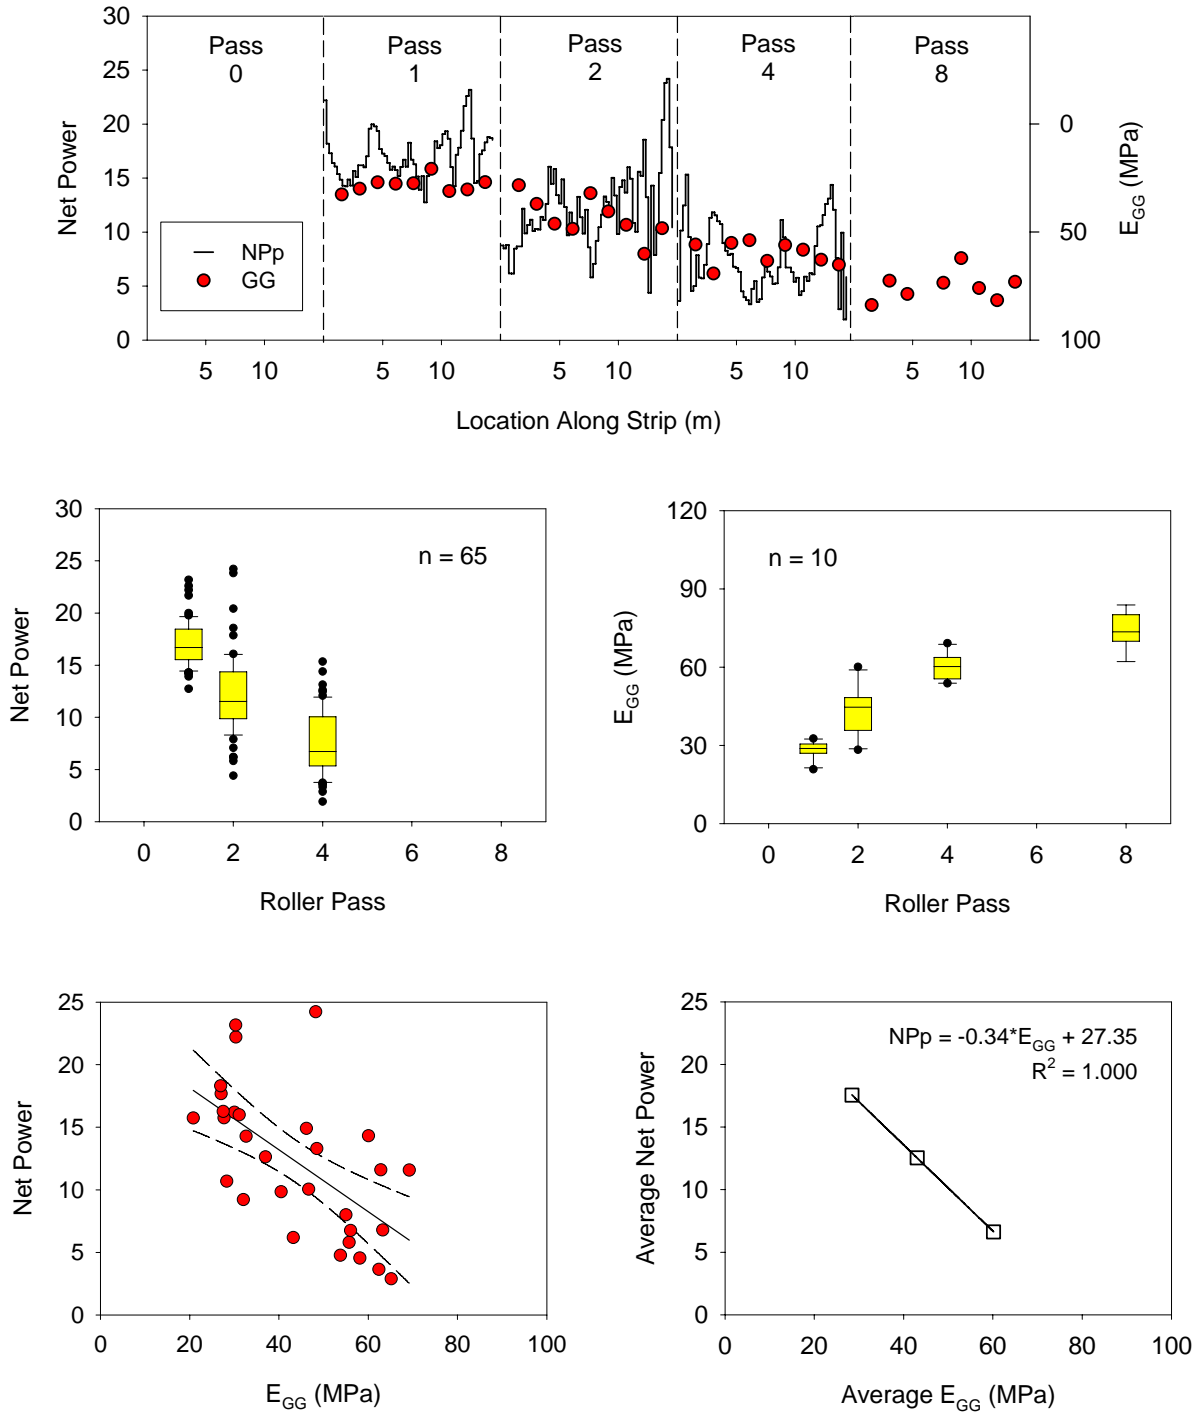 30
25
20
15
10
5
0
Net Power
Pass
0
Pass
1
Pass
2
Pass
4
Pass
8
NPp
GG
0
50
100
E_GG (MPa)
5 10 5 10 5 10 5 10 5 10
Location Along Strip (m)
30
25
20
15
10
5
0
Net Power
n = 65
0 2 4 6 8
Roller Pass
120
90
60
30
0
E_GG (MPa)
n = 10
0 2 4 6 8
Roller Pass
25
20
15
10
5
0
Net Power
0 20 40 60 80 100
E_GG (MPa)
25
20
15
10
5
0
Average Net Power
NPp = -0.34*E_GG + 27.35
R² = 1.000
0 20 40 60 80 100
Average E_GG (MPa)